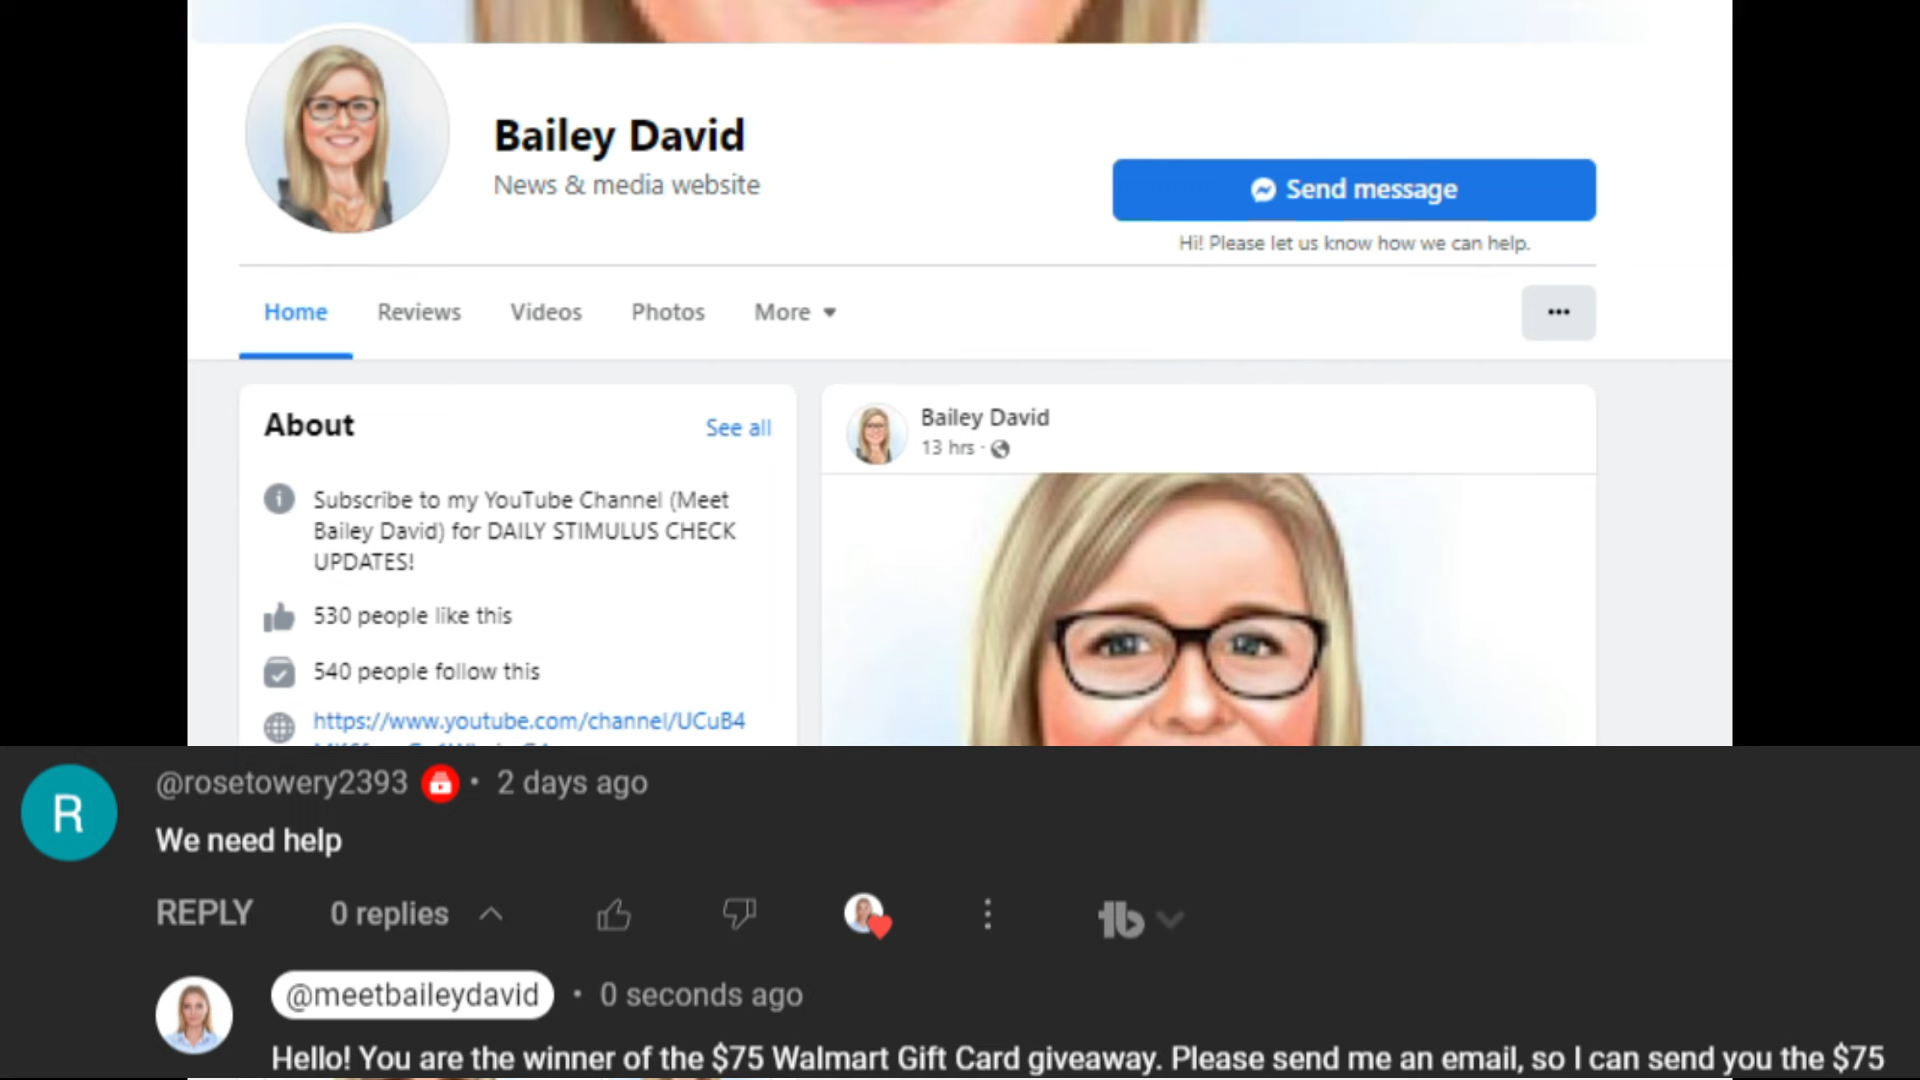 Bailey David
News & media website
Send message
Hi! Please let us know how we can help.
Home Reviews Videos Photos More
About See all
Subscribe to my YouTube Channel (Meet
Bailey David) for DAILY STIMULUS CHECK
UPDATES!
530 people like this
540 people follow this
https://www.youtube.com/channel/UCuB4
Bailey David
13 hrs ·
R
@rosetowery2393 • 2 days ago
We need help
REPLY 0 replies
tb
@meetbaileydavid • 0 seconds ago
Hello! You are the winner of the $75 Walmart Gift Card giveaway. Please send me an email, so I can send you the $75